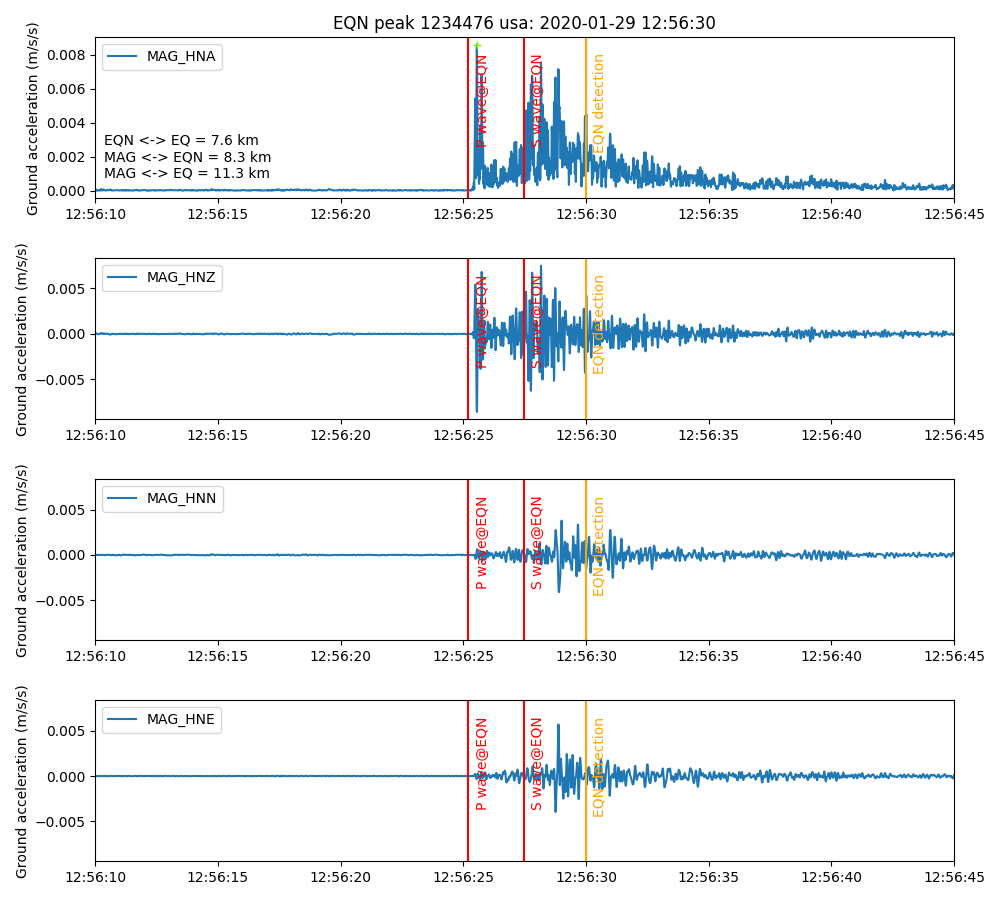 EQN peak 1234476 usa: 2020-01-29 12:56:30
Ground acceleration (m/s/s)
0.008
0.006
0.004
0.002
0.000
MAG_HNA
EQN <-> EQ = 7.6 km
MAG <-> EQN = 8.3 km
MAG <-> EQ = 11.3 km
P wave@EQN
S wave@EQN
EQN detection
12:56:10 12:56:15 12:56:20 12:56:25 12:56:30 12:56:35 12:56:40 12:56:45
Ground acceleration (m/s/s)
0.005
0.000
−0.005
MAG_HNZ
P wave@EQN
S wave@EQN
EQN detection
12:56:10 12:56:15 12:56:20 12:56:25 12:56:30 12:56:35 12:56:40 12:56:45
Ground acceleration (m/s/s)
0.005
0.000
−0.005
MAG_HNN
P wave@EQN
S wave@EQN
EQN detection
12:56:10 12:56:15 12:56:20 12:56:25 12:56:30 12:56:35 12:56:40 12:56:45
Ground acceleration (m/s/s)
0.005
0.000
−0.005
MAG_HNE
P wave@EQN
S wave@EQN
EQN detection
12:56:10 12:56:15 12:56:20 12:56:25 12:56:30 12:56:35 12:56:40 12:56:45